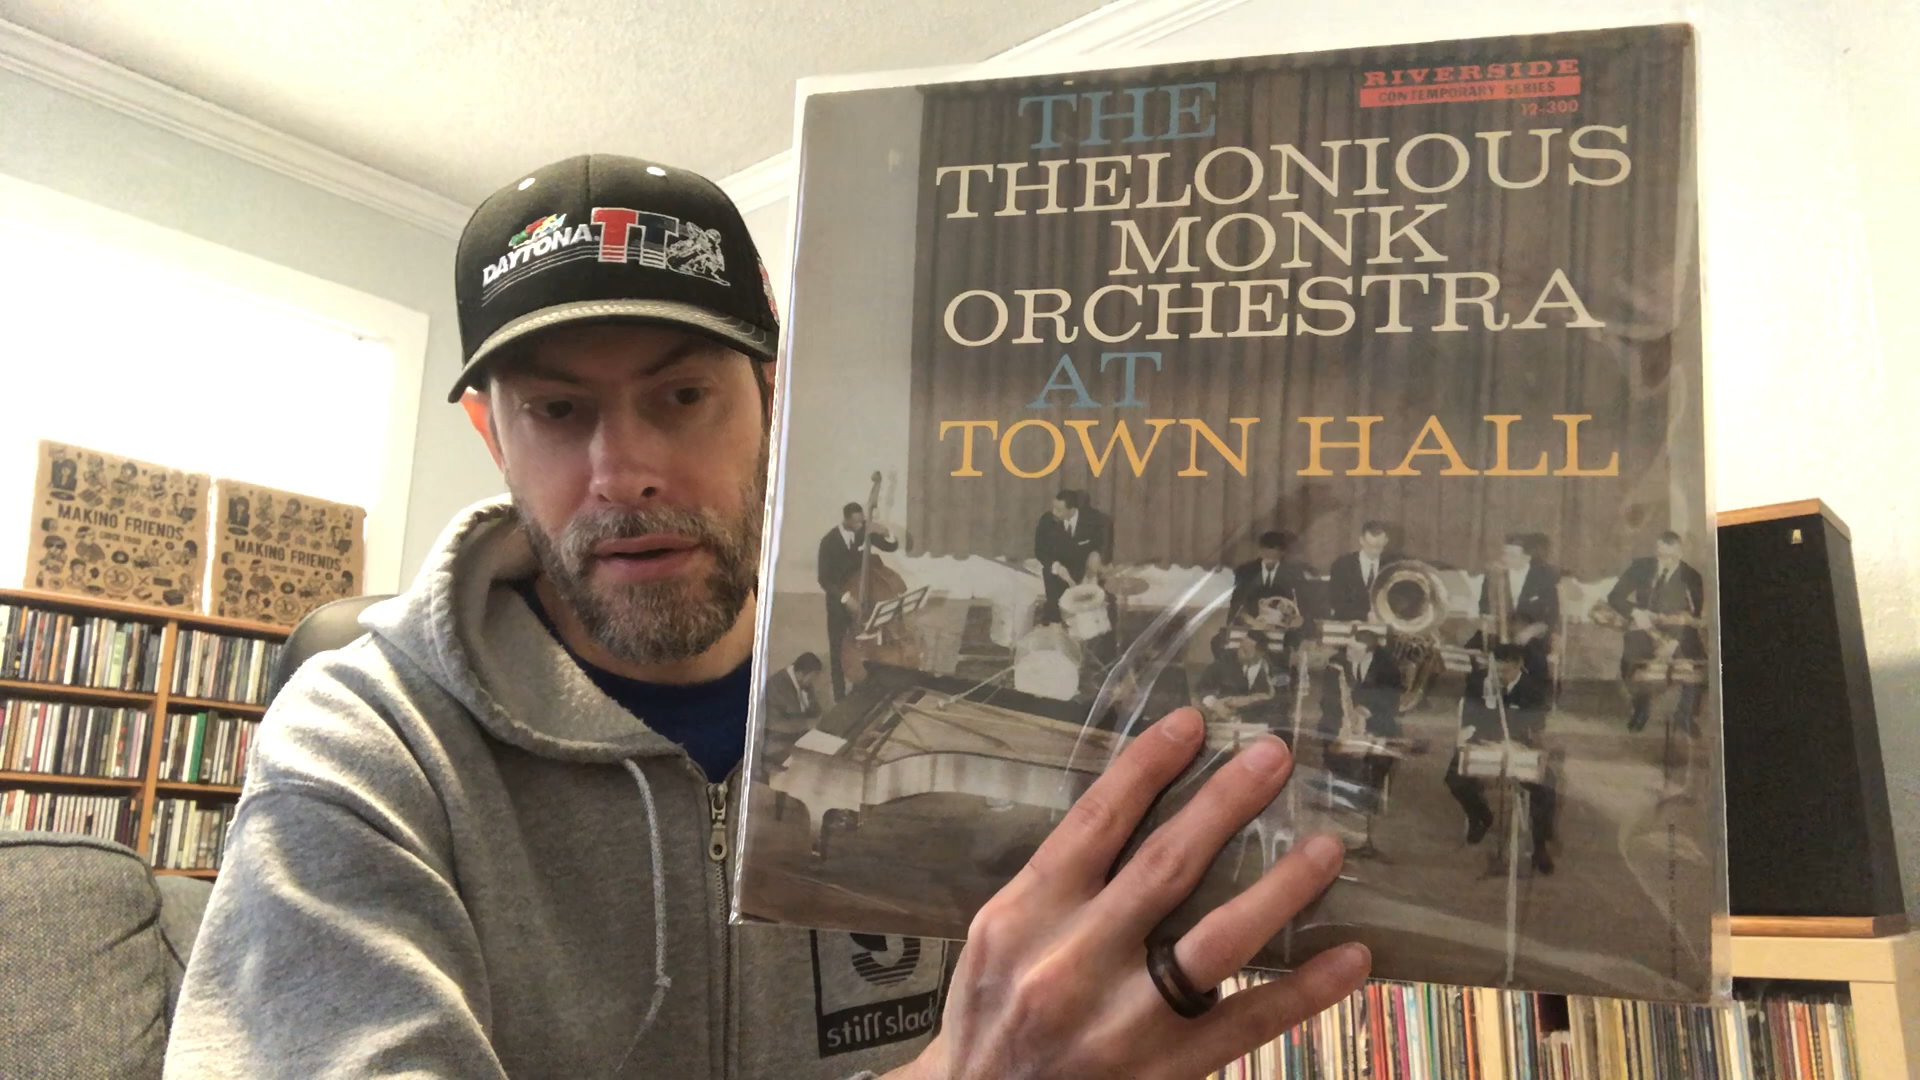 RIVERSIDE
CONTEMPORARY SERIES
12-300
THE
THELONIOUS
MONK
ORCHESTRA
AT
TOWN HALL
DAYTONA TT
MAKING FRIENDS
MAKING FRIENDS
stiff slack